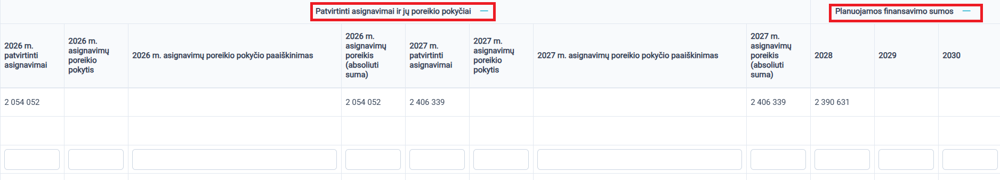 Patvirtinti asignavimai ir jų poreikio pokyčiai
Planuojamos finansavimo sumos
2026 m.
patvirtinti
asignavimai
2026 m.
asignavimų
poreikio
pokytis
2026 m. asignavimų poreikio pokyčio paaiškinimas
2026 m.
asignavimų
poreikis
(absoliuti
suma)
2027 m.
patvirtinti
asignavimai
2027 m.
asignavimų
poreikio
pokytis
2027 m. asignavimų poreikio pokyčio paaiškinimas
2027 m.
asignavimų
poreikis
(absoliuti
suma)
2028
2029
2030
2 054 052
2 054 052
2 406 339
2 406 339
2 390 631